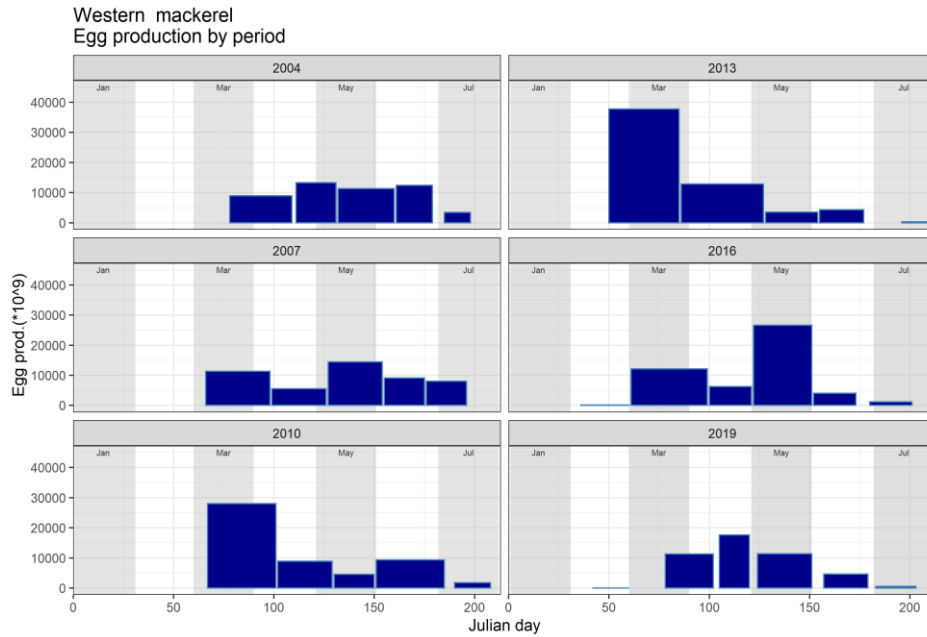 Western  mackerel
Egg production by period
2004
2013
Jan
Mar
May
Jul
Jan
Mar
May
Jul
40000
30000
20000
10000
0
2007
2016
Jan
Mar
May
Jul
Jan
Mar
May
Jul
40000
30000
20000
10000
0
Egg prod.(*10^9)
2010
2019
Jan
Mar
May
Jul
Jan
Mar
May
Jul
40000
30000
20000
10000
0
0
50
100
150
200
0
50
100
150
200
Julian day